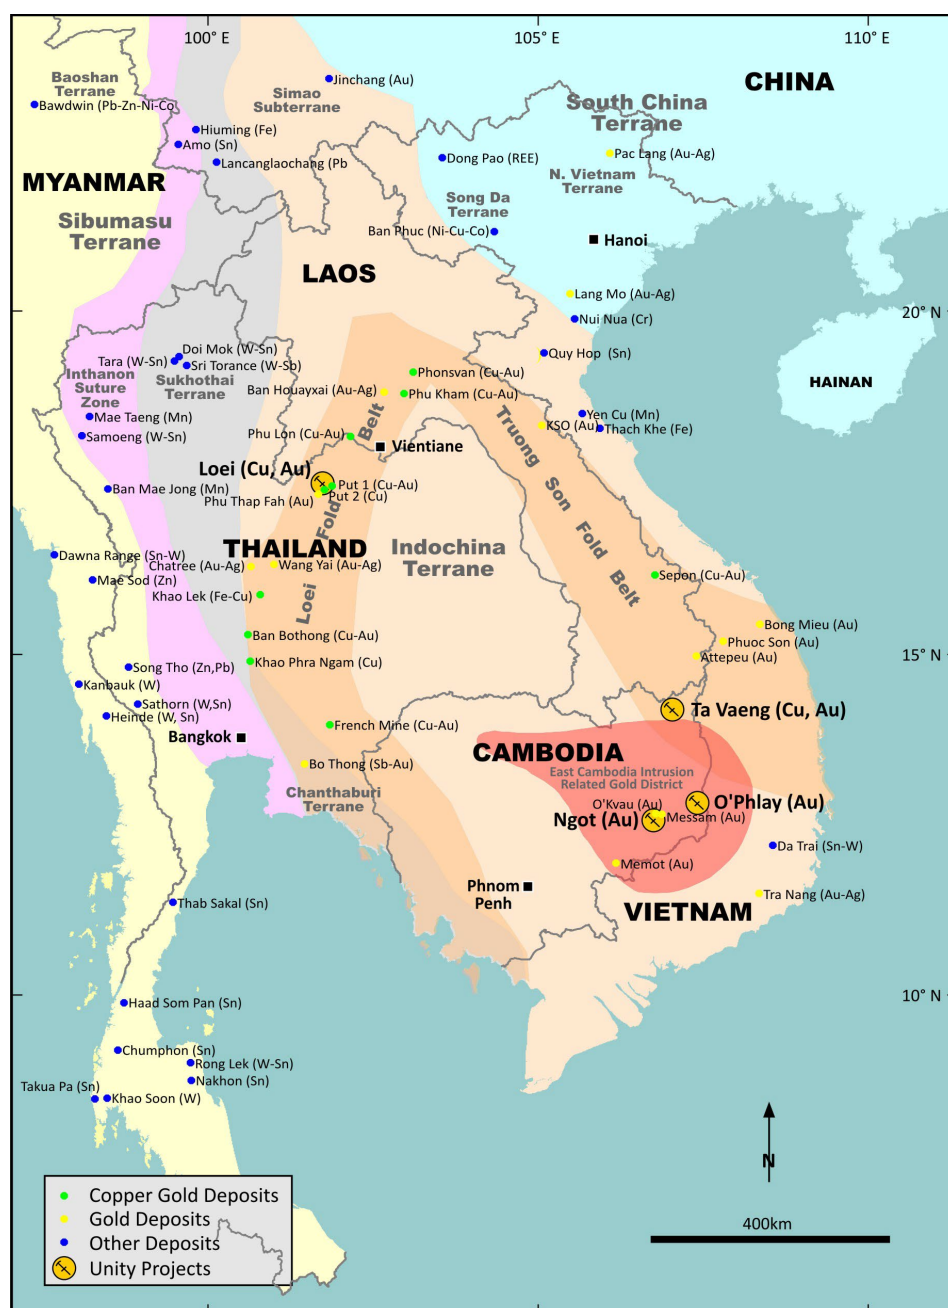 100° E
105° E
110° E
Baoshan
Terrane
Bawdwin (Pb-Zn-Ni-Co
Jinchang (Au)
Simao
Subterrane
CHINA
South China
Terrane
Hiuming (Fe)
Amo (Sn)
Lancanglaochang (Pb
Dong Pao (REE)
Pac Lang (Au-Ag)
N. Vietnam
Terrane
MYANMAR
Sibumasu
Terrane
Song Da
Terrane
Ban Phuc (Ni-Cu-Co)
Hanoi
LAOS
Lang Mo (Au-Ag)
Nui Nua (Cr)
20° N
Doi Mok (W-Sn)
Tara (W-Sn)
Sri Torance (W-Sb)
Quy Hop (Sn)
Inthanon
Suture
Zone
Sukhothai
Terrane
Phonsvan (Cu-Au)
Ban Houayxai (Au-Ag)
Phu Kham (Cu-Au)
HAINAN
Mae Taeng (Mn)
Samoeng (W-Sn)
Yen Cu (Mn)
KSO (Au)
Thach Khe (Fe)
Phu Lon (Cu-Au)
Vientiane
Loei (Cu, Au)
Put 1 (Cu-Au)
Put 2 (Cu)
Phu Thap Fah (Au)
Ban Mae Jong (Mn)
Loei Fold Belt
Truong Son Fold Belt
THAILAND
Indochina
Terrane
Dawna Range (Sn-W)
Chatree (Au-Ag)
Wang Yai (Au-Ag)
Mae Sod (Zn)
Khao Lek (Fe-Cu)
Sepon (Cu-Au)
Ban Bothong (Cu-Au)
Bong Mieu (Au)
Phuoc Son (Au)
Attepeu (Au)
15° N
Khao Phra Ngam (Cu)
Song Tho (Zn,Pb)
Kanbauk (W)
Sathorn (W,Sn)
Heinde (W, Sn)
Ta Vaeng (Cu, Au)
French Mine (Cu-Au)
Bangkok
CAMBODIA
Bo Thong (Sb-Au)
East Cambodia Intrusion
Related Gold District
Chanthaburi
Terrane
O'Kvau (Au)
O'Phlay (Au)
Ngot (Au)
Messam (Au)
Da Trai (Sn-W)
Memot (Au)
Phnom
Penh
Tra Nang (Au-Ag)
VIETNAM
Thab Sakal (Sn)
10° N
Haad Som Pan (Sn)
Chumphon (Sn)
Rong Lek (W-Sn)
Nakhon (Sn)
Takua Pa (Sn)
Khao Soon (W)
N
400km
Copper Gold Deposits
Gold Deposits
Other Deposits
Unity Projects